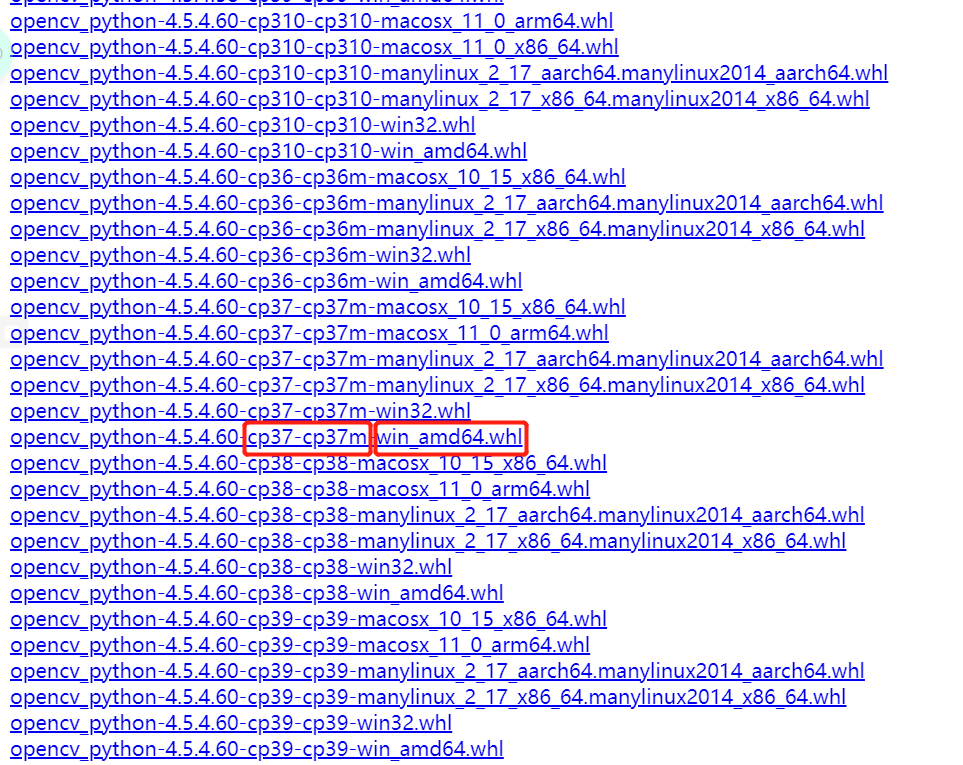 opencv_python-4.5.4.60-cp310-cp310-macosx_11_0_arm64.whl
opencv_python-4.5.4.60-cp310-cp310-macosx_11_0_x86_64.whl
opencv_python-4.5.4.60-cp310-cp310-manylinux_2_17_aarch64.manylinux2014_aarch64.whl
opencv_python-4.5.4.60-cp310-cp310-manylinux_2_17_x86_64.manylinux2014_x86_64.whl
opencv_python-4.5.4.60-cp310-cp310-win32.whl
opencv_python-4.5.4.60-cp310-cp310-win_amd64.whl
opencv_python-4.5.4.60-cp36-cp36m-macosx_10_15_x86_64.whl
opencv_python-4.5.4.60-cp36-cp36m-manylinux_2_17_aarch64.manylinux2014_aarch64.whl
opencv_python-4.5.4.60-cp36-cp36m-manylinux_2_17_x86_64.manylinux2014_x86_64.whl
opencv_python-4.5.4.60-cp36-cp36m-win32.whl
opencv_python-4.5.4.60-cp36-cp36m-win_amd64.whl
opencv_python-4.5.4.60-cp37-cp37m-macosx_10_15_x86_64.whl
opencv_python-4.5.4.60-cp37-cp37m-macosx_11_0_arm64.whl
opencv_python-4.5.4.60-cp37-cp37m-manylinux_2_17_aarch64.manylinux2014_aarch64.whl
opencv_python-4.5.4.60-cp37-cp37m-manylinux_2_17_x86_64.manylinux2014_x86_64.whl
opencv_python-4.5.4.60-cp37-cp37m-win32.whl
opencv_python-4.5.4.60-cp37-cp37m-win_amd64.whl
opencv_python-4.5.4.60-cp38-cp38-macosx_10_15_x86_64.whl
opencv_python-4.5.4.60-cp38-cp38-macosx_11_0_arm64.whl
opencv_python-4.5.4.60-cp38-cp38-manylinux_2_17_aarch64.manylinux2014_aarch64.whl
opencv_python-4.5.4.60-cp38-cp38-manylinux_2_17_x86_64.manylinux2014_x86_64.whl
opencv_python-4.5.4.60-cp38-cp38-win32.whl
opencv_python-4.5.4.60-cp38-cp38-win_amd64.whl
opencv_python-4.5.4.60-cp39-cp39-macosx_10_15_x86_64.whl
opencv_python-4.5.4.60-cp39-cp39-macosx_11_0_arm64.whl
opencv_python-4.5.4.60-cp39-cp39-manylinux_2_17_aarch64.manylinux2014_aarch64.whl
opencv_python-4.5.4.60-cp39-cp39-manylinux_2_17_x86_64.manylinux2014_x86_64.whl
opencv_python-4.5.4.60-cp39-cp39-win32.whl
opencv_python-4.5.4.60-cp39-cp39-win_amd64.whl